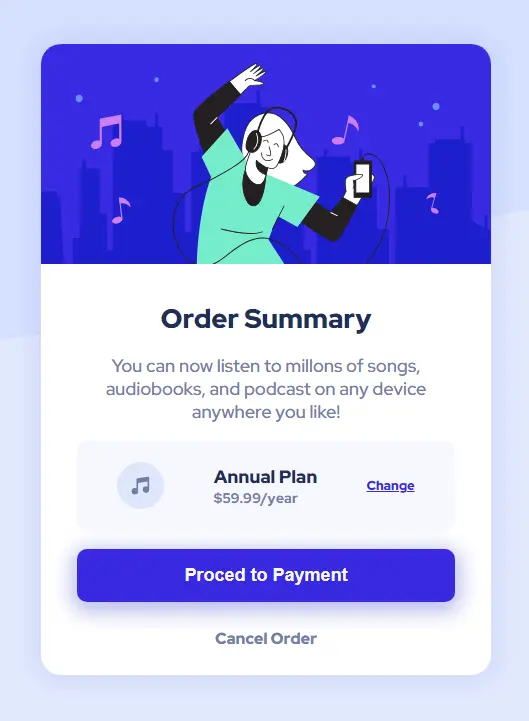 Order Summary
You can now listen to millons of songs,
audiobooks, and podcast on any device
anywhere you like!
Annual Plan
$59.99/year
Change
Proced to Payment
Cancel Order